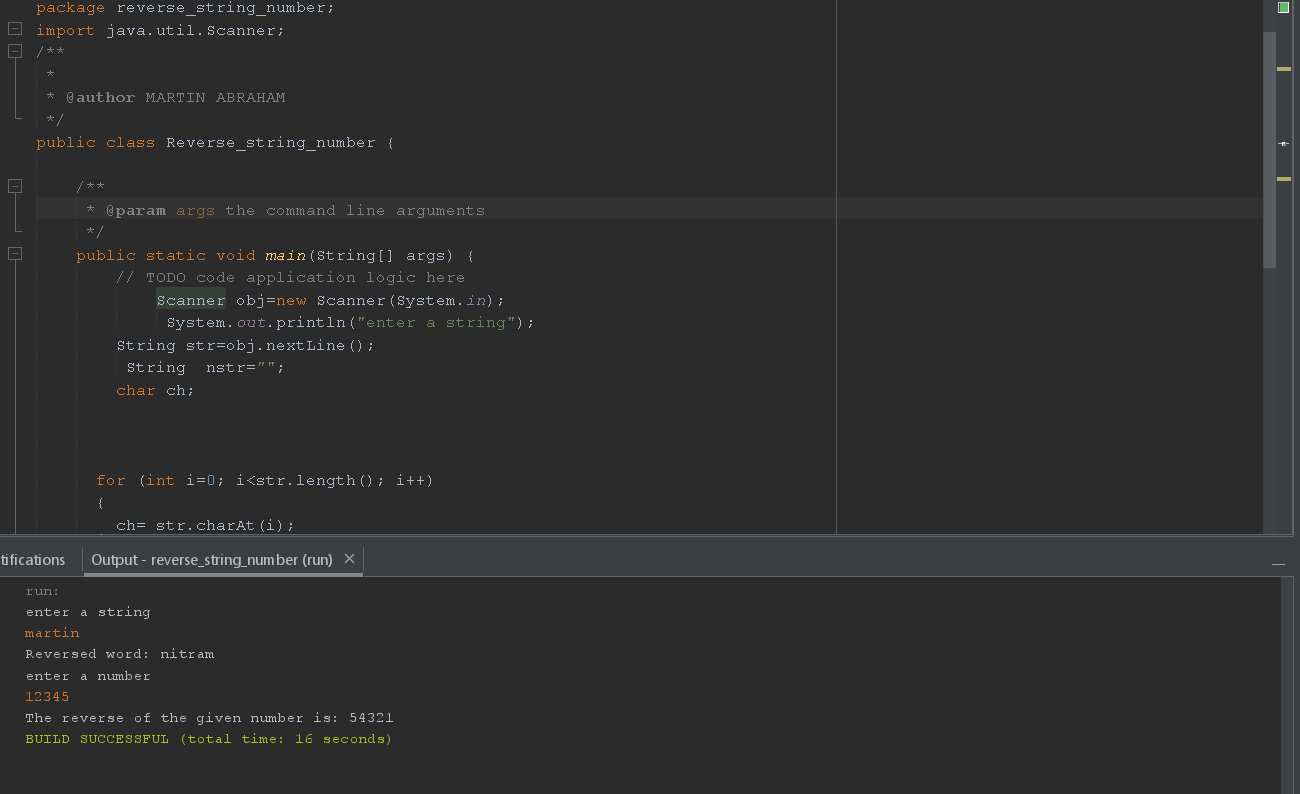 package reverse_string_number;
import java.util.Scanner;
/**
*
* @author MARTIN ABRAHAM
*/
public class Reverse_string_number {
/**
* @param args the command line arguments
*/
public static void main(String[] args) {
// TODO code application logic here
Scanner obj=new Scanner(System.in);
System.out.println("enter a string");
String str=obj.nextLine();
String  nstr="";
char ch;
for (int i=0; i<str.length(); i++)
{
ch= str.charAt(i);
tifications
Output - reverse_string_number (run)
run:
enter a string
martin
Reversed word: nitram
enter a number
12345
The reverse of the given number is: 54321
BUILD SUCCESSFUL (total time: 16 seconds)